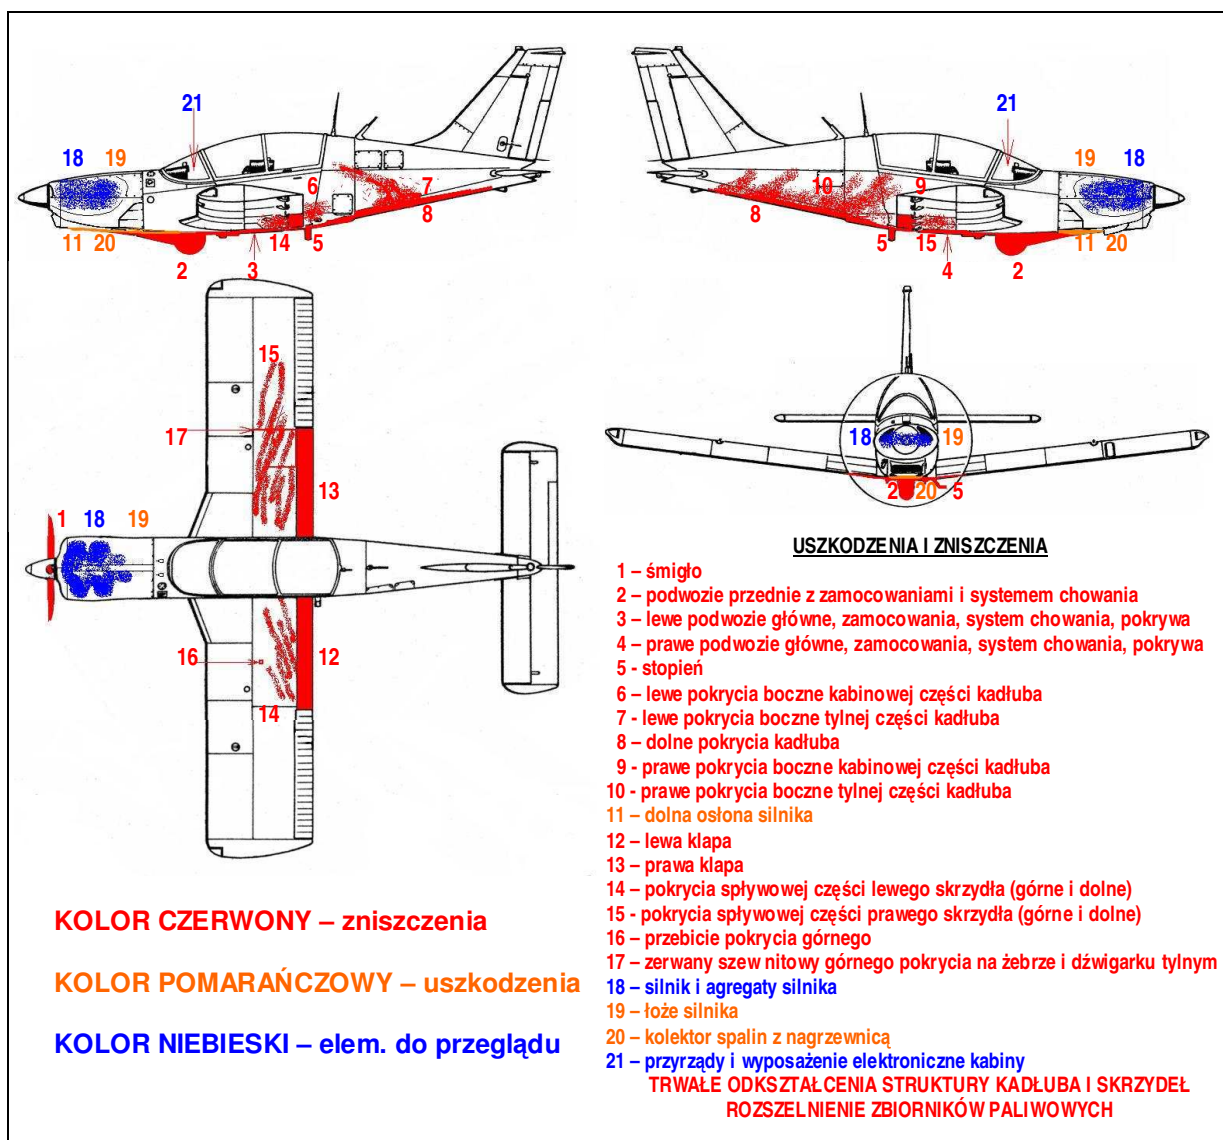 21
18 19
6
7
8
14 5
11 20
2 3
21
19 18
10 9
8
5 15
11 20
4
2
15
17
13
1 18 19
16
12
14
18 19
2 20 5
USZKODZENIA I ZNISZCZENIA
1 – śmigło
2 – podwozie przednie z zamocowaniami i systemem chowania
3 – lewe podwozie główne, zamocowania, system chowania, pokrywa
4 – prawe podwozie główne, zamocowania, system chowania, pokrywa
5 - stopień
6 – lewe pokrycia boczne kabinowej części kadłuba
7 - lewe pokrycia boczne tylnej części kadłuba
8 – dolne pokrycia kadłuba
9 - prawe pokrycia boczne kabinowej części kadłuba
10 - prawe pokrycia boczne tylnej części kadłuba
11 – dolna osłona silnika
12 – lewa klapa
13 – prawa klapa
14 – pokrycia spływowej części lewego skrzydła (górne i dolne)
15 - pokrycia spływowej części prawego skrzydła (górne i dolne)
16 – przebicie pokrycia górnego
17 – zerwany szew nitowy górnego pokrycia na żebrze i dźwigarku tylnym
18 – silnik i agregaty silnika
19 – łoże silnika
20 – kolektor spalin z nagrzewnicą
21 – przyrządy i wyposażenie elektroniczne kabiny
TRWAŁE ODKSZTAŁCENIA STRUKTURY KADŁUBA I SKRZYDEŁ
ROZSZELNIENIE ZBIORNIKÓW PALIWOWYCH
KOLOR CZERWONY – zniszczenia
KOLOR POMARAŃCZOWY – uszkodzenia
KOLOR NIEBIESKI – elem. do przeglądu